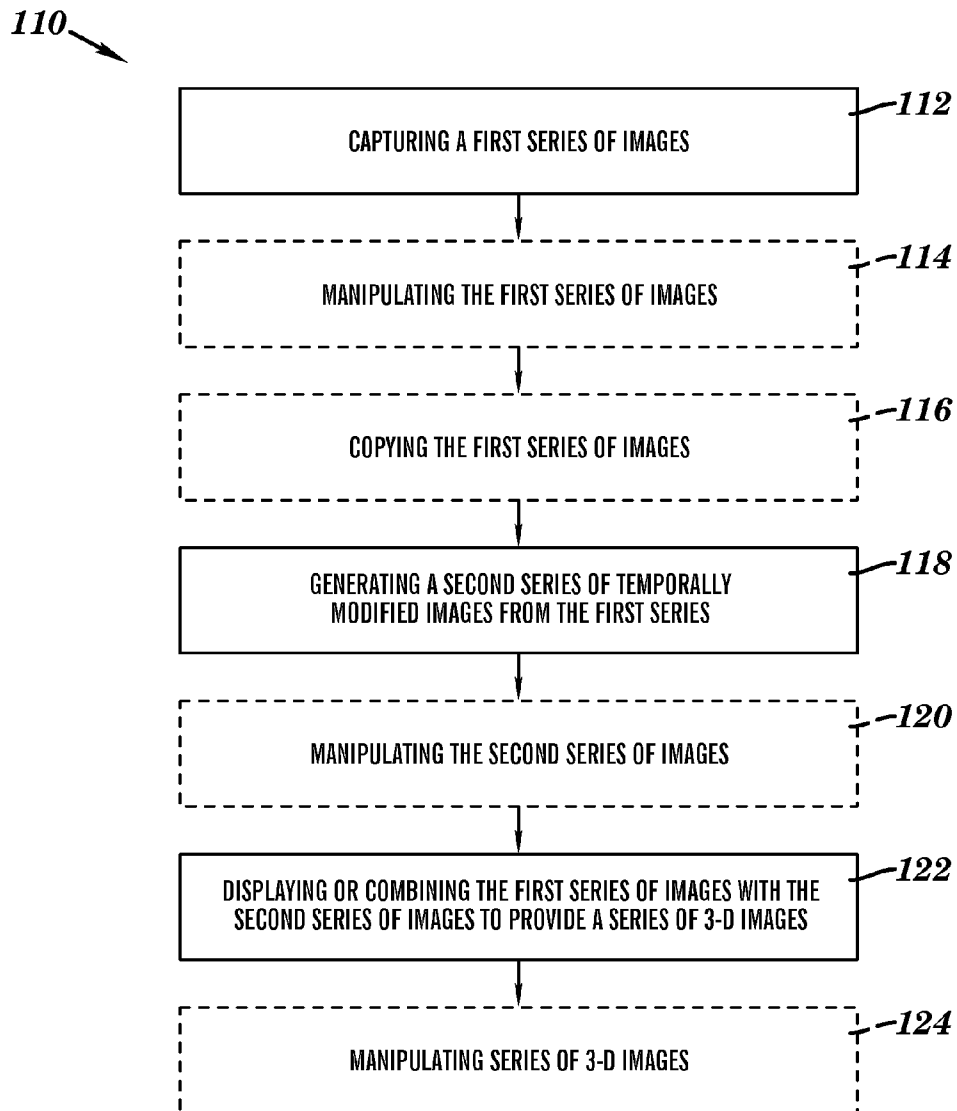 110
112
CAPTURING A FIRST SERIES OF IMAGES
114
MANIPULATING THE FIRST SERIES OF IMAGES
116
COPYING THE FIRST SERIES OF IMAGES
118
GENERATING A SECOND SERIES OF TEMPORALLY
MODIFIED IMAGES FROM THE FIRST SERIES
120
MANIPULATING THE SECOND SERIES OF IMAGES
122
DISPLAYING OR COMBINING THE FIRST SERIES OF IMAGES WITH THE
SECOND SERIES OF IMAGES TO PROVIDE A SERIES OF 3-D IMAGES
124
MANIPULATING SERIES OF 3-D IMAGES